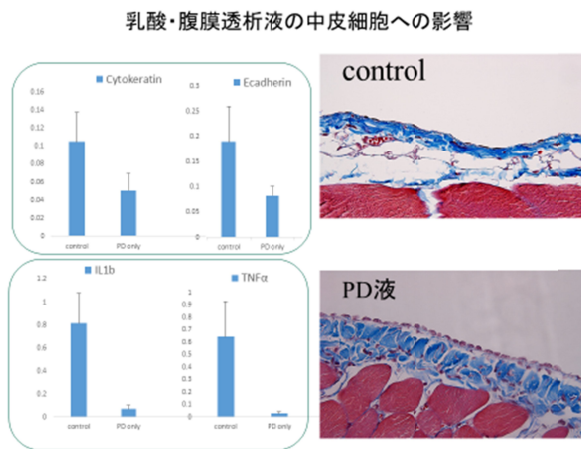 乳酸・腹膜透析液の中皮細胞への影響
Cytokeratin
0.16
0.14
0.12
0.1
0.08
0.06
0.04
0.02
0
control
PD only
Ecadherin
0.3
0.25
0.2
0.15
0.1
0.05
0
control
PD only
control
IL1b
1.2
1
0.8
0.6
0.4
0.2
0
control
PD only
TNFα
1
0.9
0.8
0.7
0.6
0.5
0.4
0.3
0.2
0.1
0
control
PD only
PD液